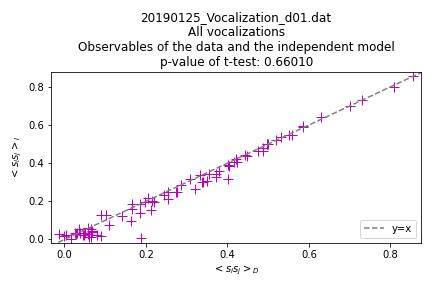 20190125_Vocalization_d01.dat
All vocalizations
Observables of the data and the independent model
p-value of t-test: 0.66010
< sᵢsⱼ >ᵢ
0.8
0.6
0.4
0.2
0.0
y=x
0.0 0.2 0.4 0.6 0.8
< sᵢsⱼ >D